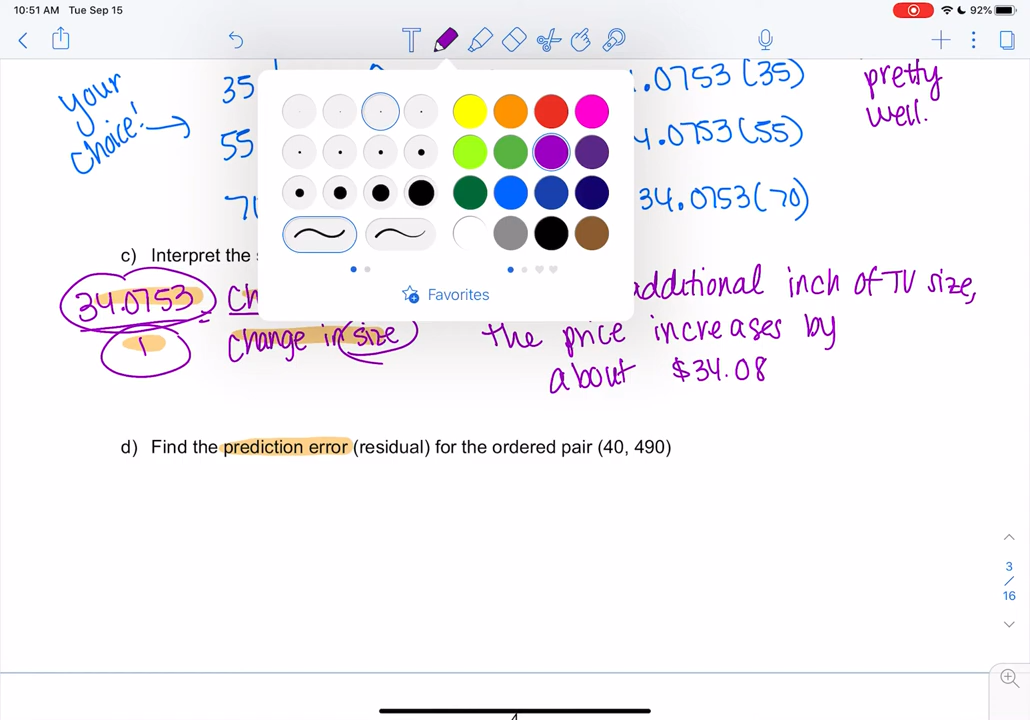 10:51 AM Tue Sep 15
92%
T
your
choice!
35
.0753 (35)
pretty
well.
55
4.0753 (55)
70
34.0753 (70)
c) Interpret the
34.0753
1
Ch
change in size
additional inch of TV size,
the price increases by
about $34.08
Favorites
d) Find the prediction error (residual) for the ordered pair (40, 490)
3
/
16